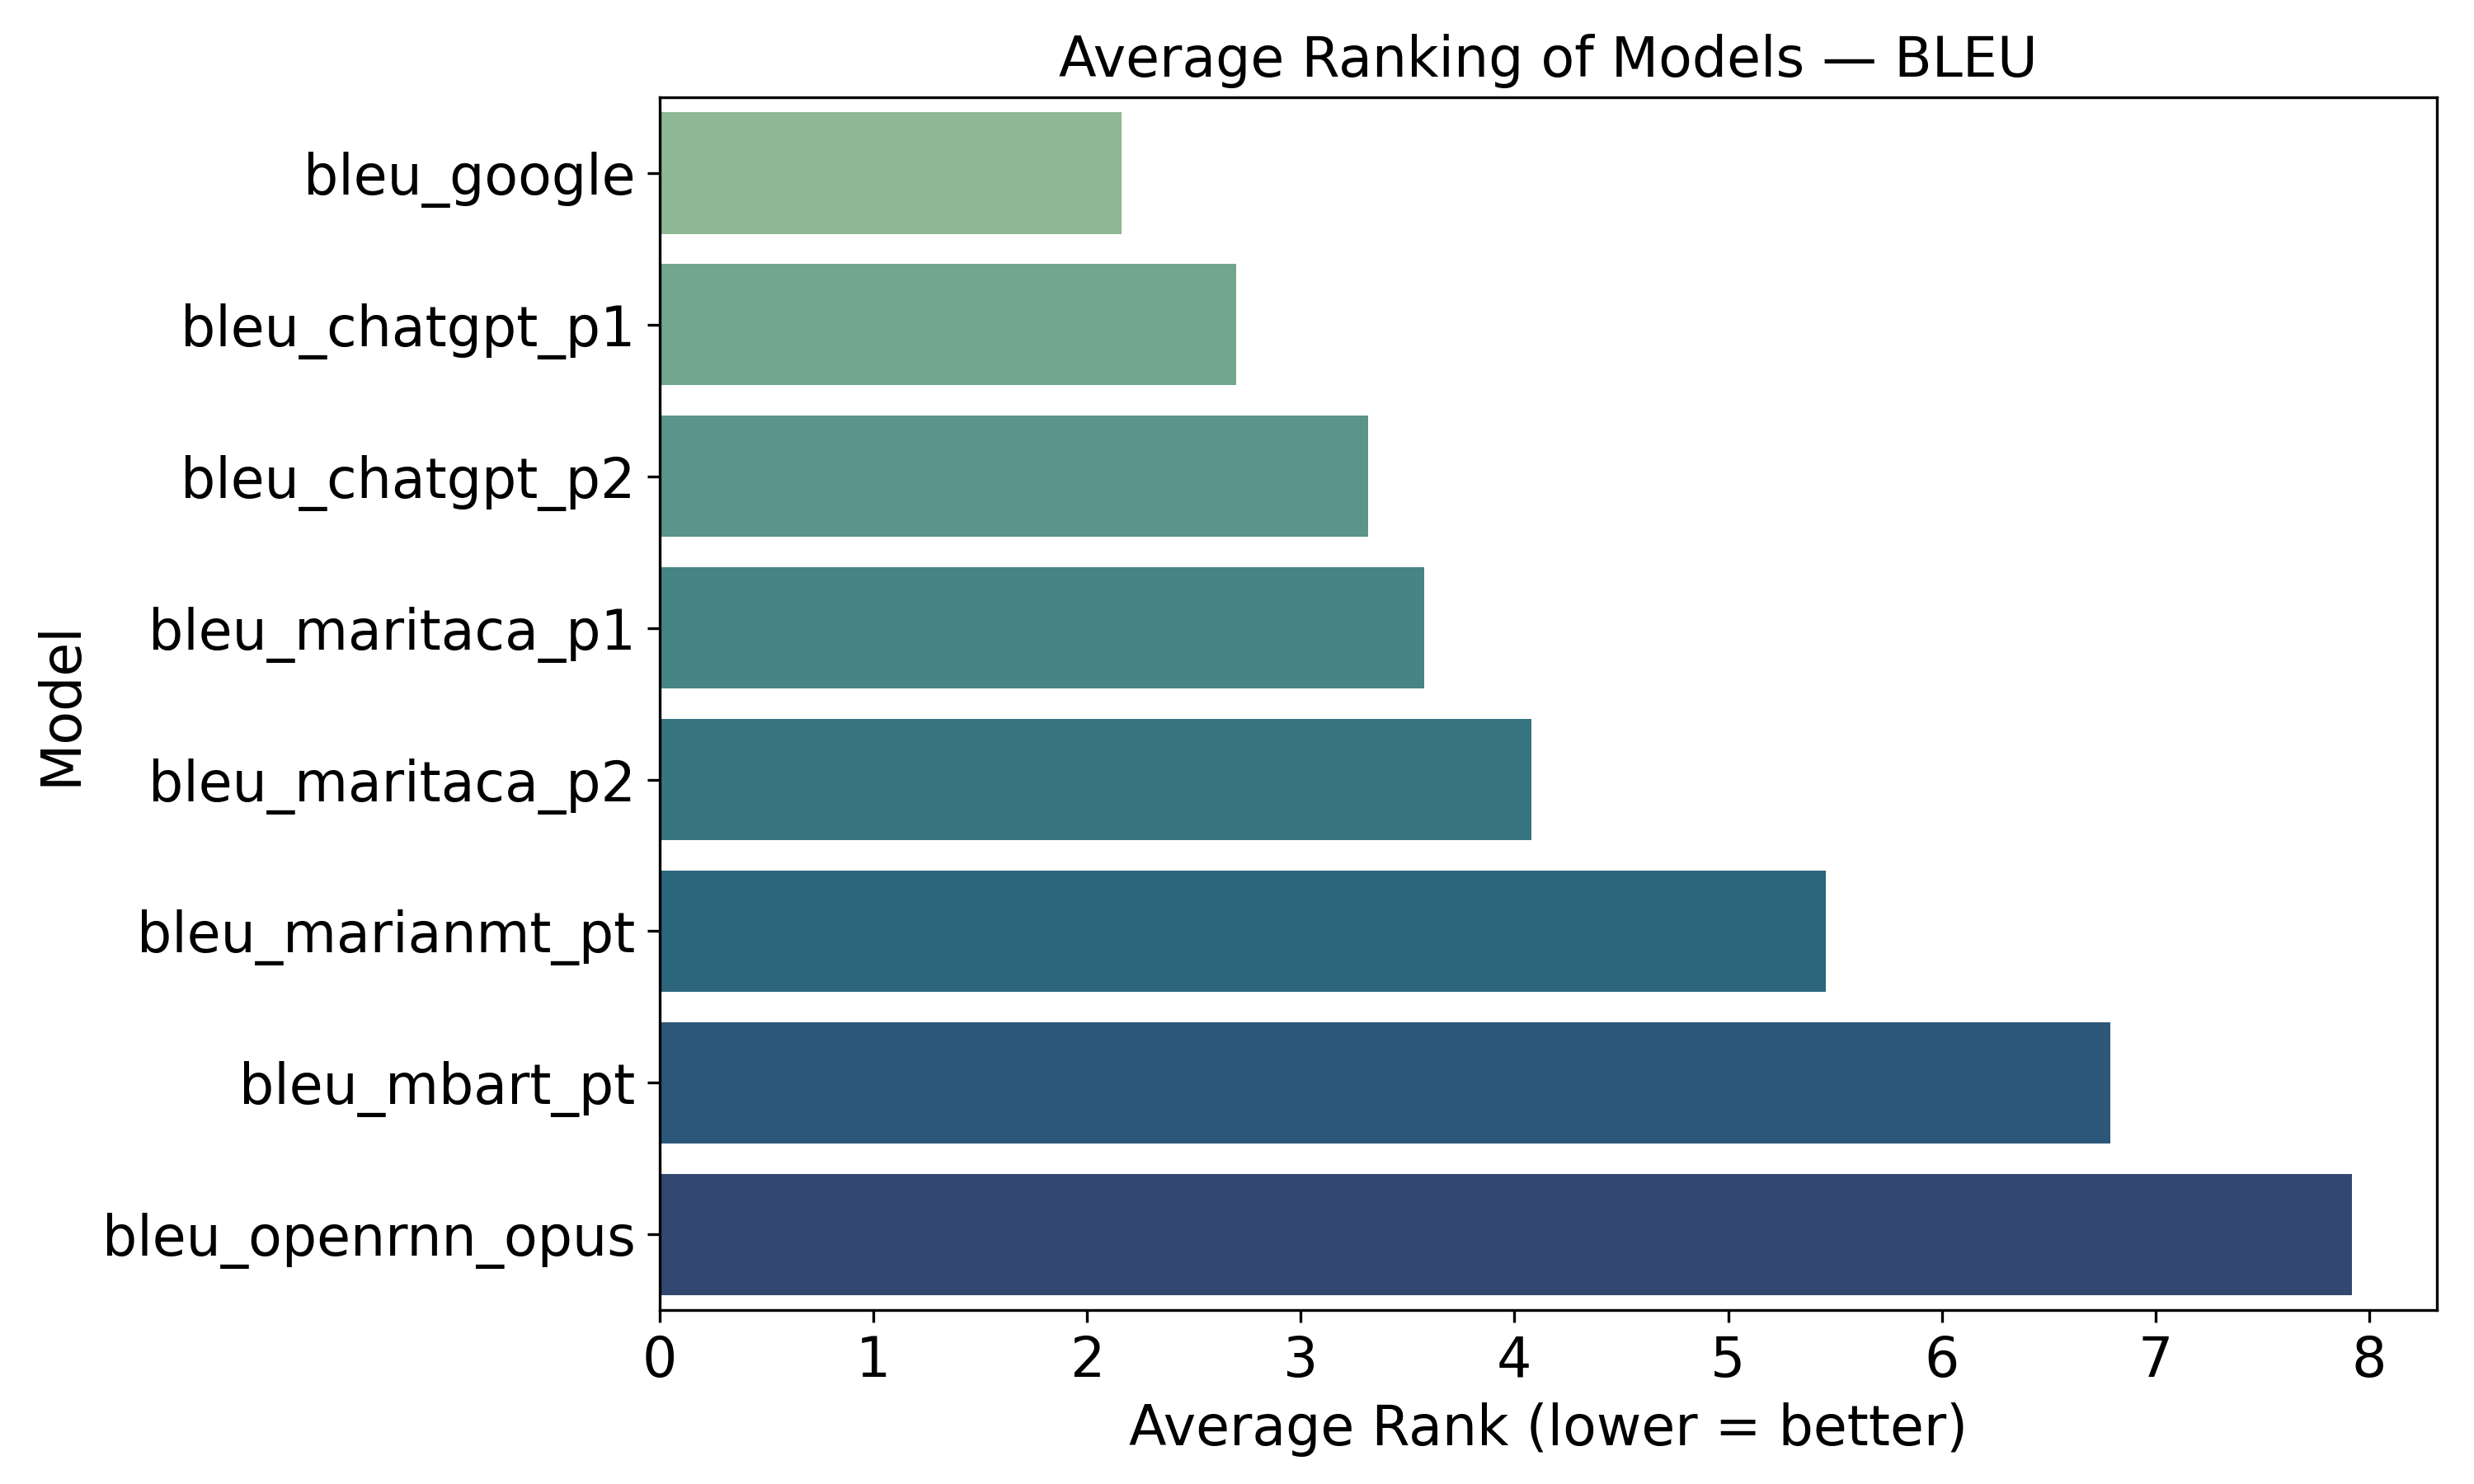 Average Ranking of Models — BLEU
bleu_google
bleu_chatgpt_p1
bleu_chatgpt_p2
bleu_maritaca_p1
bleu_maritaca_p2
bleu_marianmt_pt
bleu_mbart_pt
bleu_openrnn_opus
Model
0 1 2 3 4 5 6 7 8
Average Rank (lower = better)